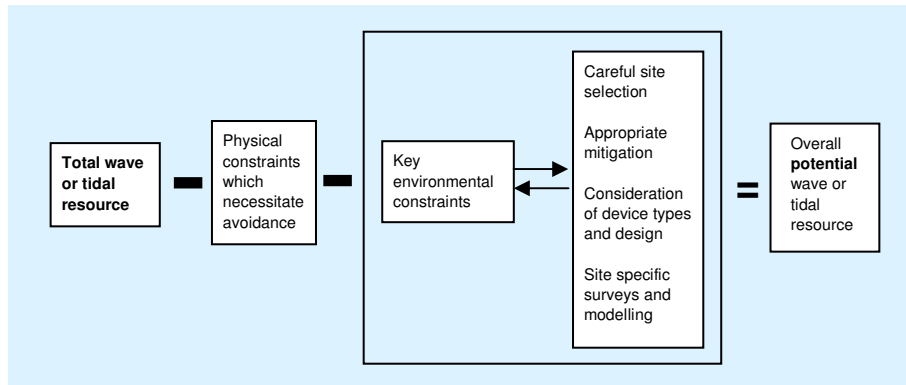 Total wave
or tidal
resource
Physical
constraints
which
necessitate
avoidance
Key
environmental
constraints
Careful site
selection
Appropriate
mitigation
Consideration
of device types
and design
Site specific
surveys and
modelling
=
Overall
potential
wave or
tidal
resource